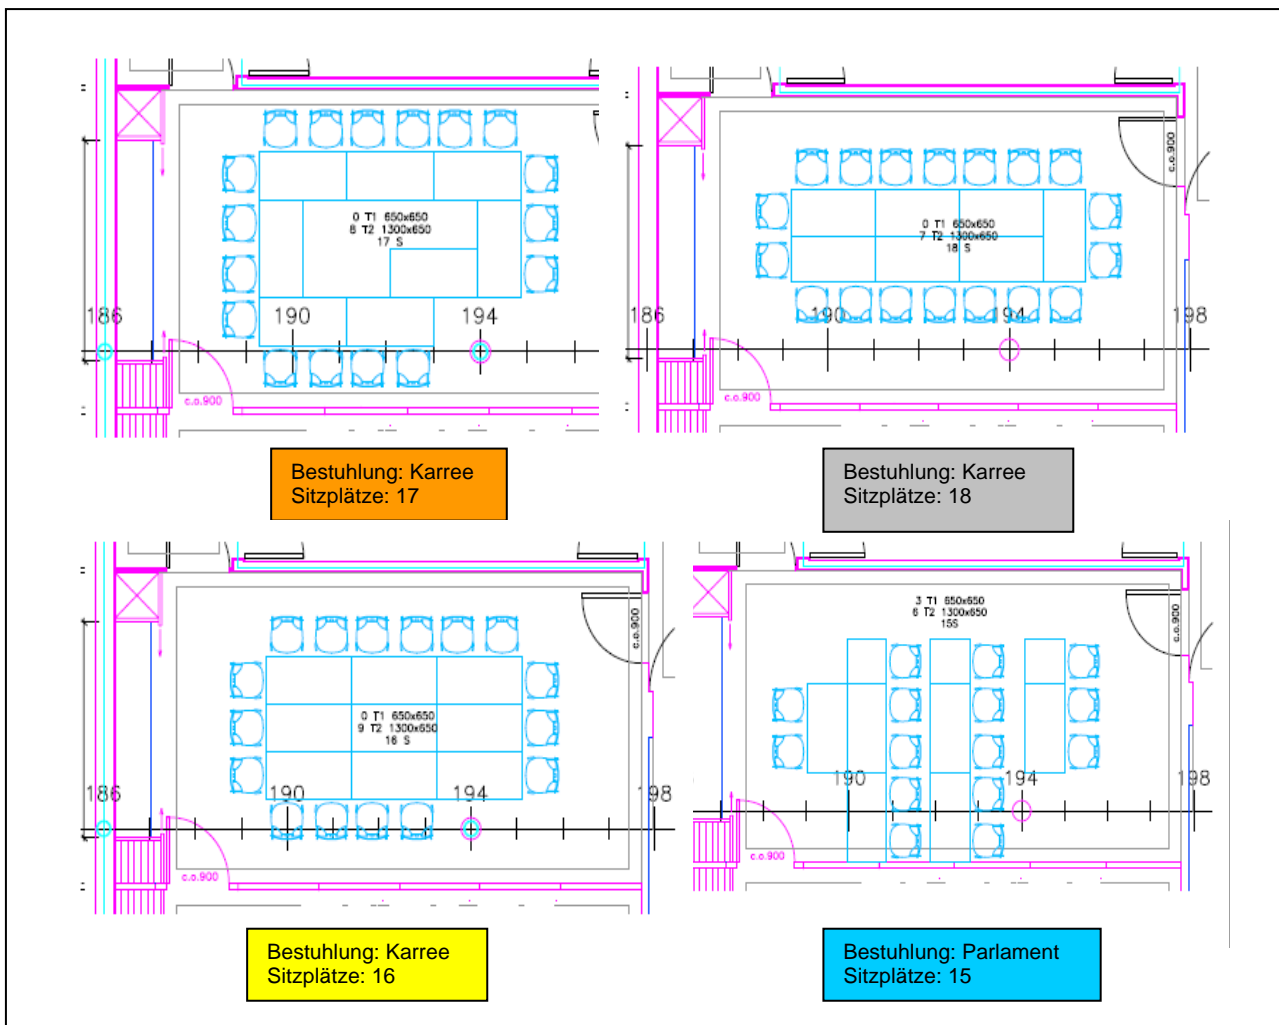 0 T1 650x650
8 T2 1300x650
17 S
186
190
194
c.o.900
Bestuhlung: Karree
Sitzplätze: 17
c.o.900
0 T1 650x650
7 T2 1300x650
18 S
186
190
194
198
c.o.900
Bestuhlung: Karree
Sitzplätze: 18
c.o.900
0 T1 650x650
9 T2 1300x650
16 S
186
190
194
198
c.o.900
Bestuhlung: Karree
Sitzplätze: 16
3 T1 650x650
6 T2 1300x650
15S
c.o.900
190
194
198
c.o.900
Bestuhlung: Parlament
Sitzplätze: 15